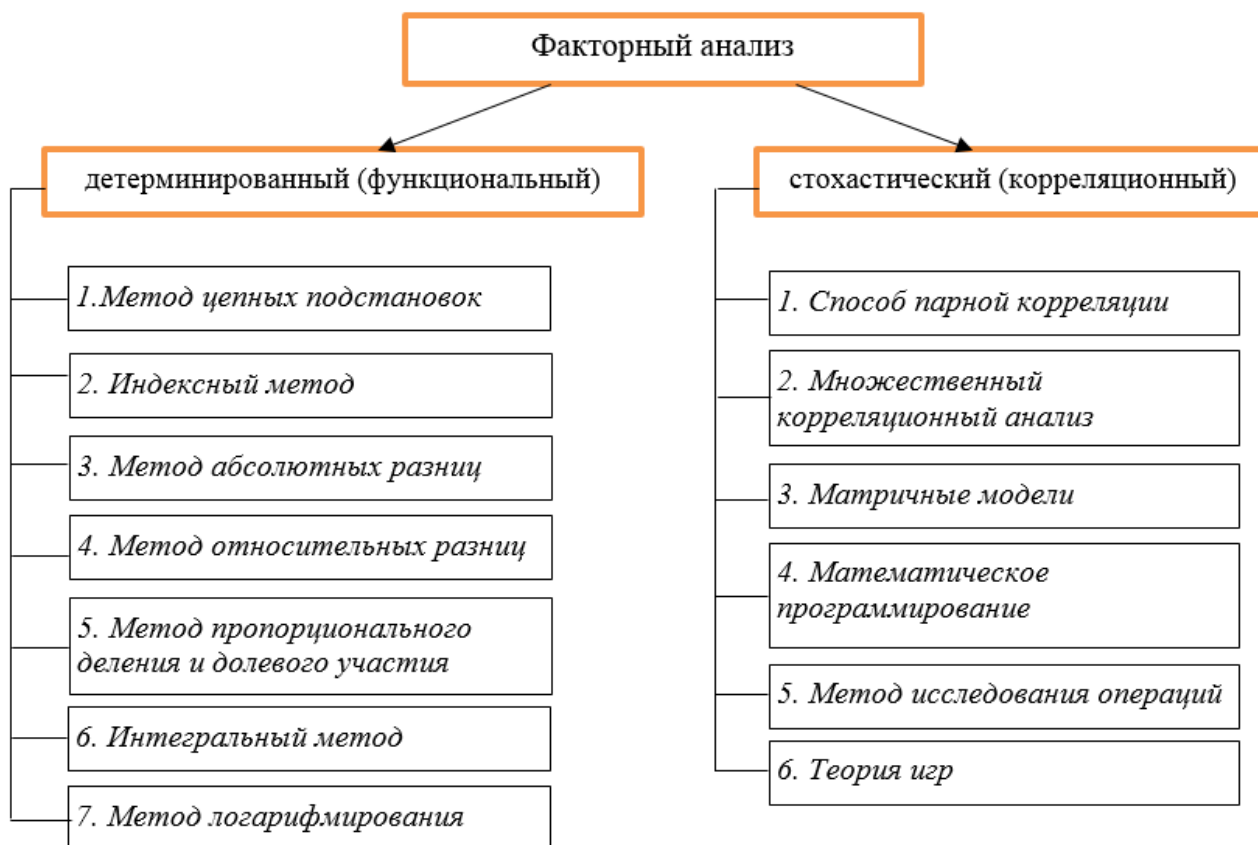 Факторный анализ
детерминированный (функциональный)
1.Метод цепных подстановок
2. Индексный метод
3. Метод абсолютных разниц
4. Метод относительных разниц
5. Метод пропорционального
деления и долевого участия
6. Интегральный метод
7. Метод логарифмирования
стохастический (корреляционный)
1. Способ парной корреляции
2. Множественный
корреляционный анализ
3. Матричные модели
4. Математическое
программирование
5. Метод исследования операций
6. Теория игр